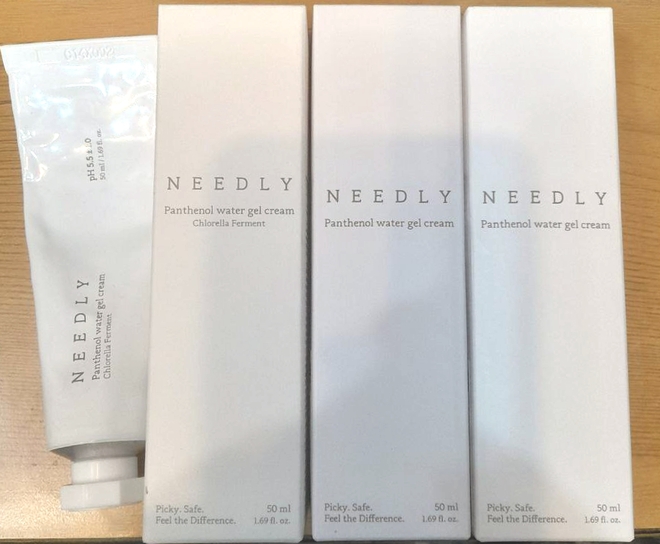 pH 5.5 ± 1.0
50 ml / 1.69 fl. oz.
NEEDLY
Panthenol water gel cream
Chlorella Ferment
NEEDLY
Panthenol water gel cream
Chlorella Ferment
Picky. Safe. 50 ml
Feel the Difference. 1.69 fl. oz.
NEEDLY
Panthenol water gel cream
Picky. Safe. 50 ml
Feel the Difference. 1.69 fl. oz.
NEEDLY
Panthenol water gel cream
Picky. Safe. 50 ml
Feel the Difference. 1.69 fl. oz.